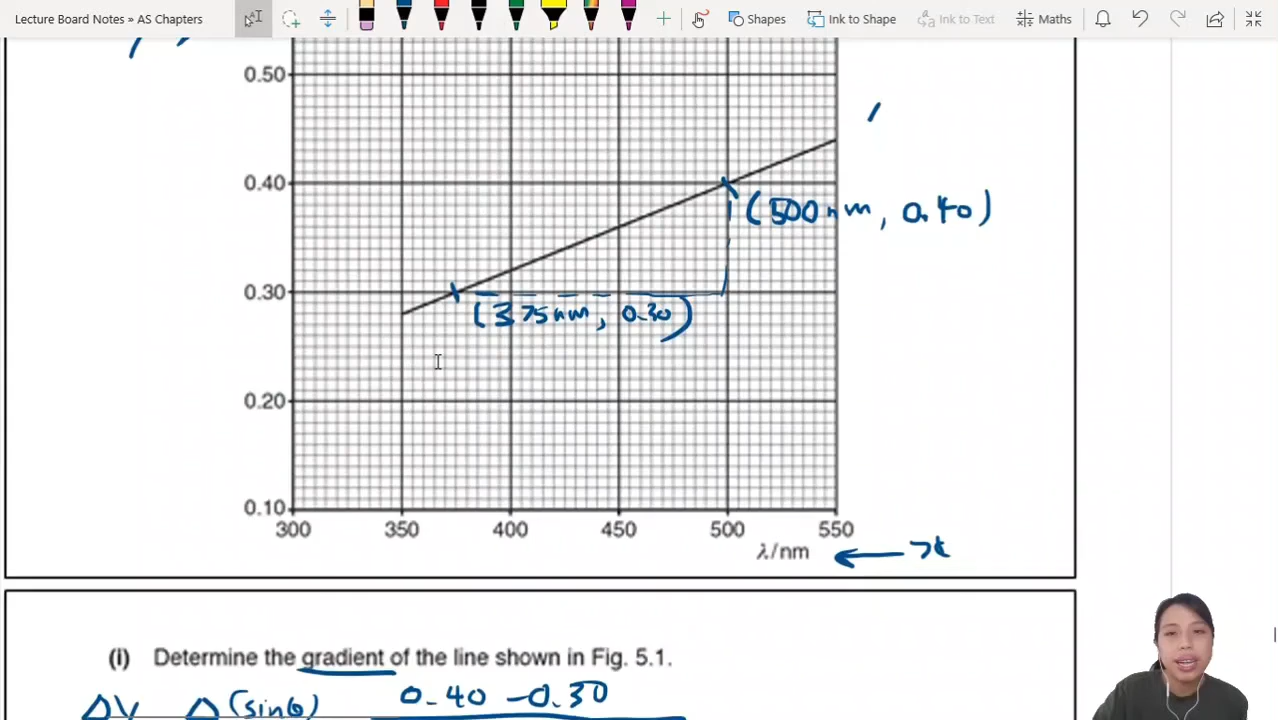 Lecture Board Notes » AS Chapters Shapes Ink to Shape Ink to Text Maths
0.50
0.40
(500nm, 0.40)
0.30
(375nm, 0.30)
0.20
0.10
300 350 400 450 500 550
λ/nm ← x
(i) Determine the gradient of the line shown in Fig. 5.1.
Δy Δ(sinθ) 0.40 - 0.30